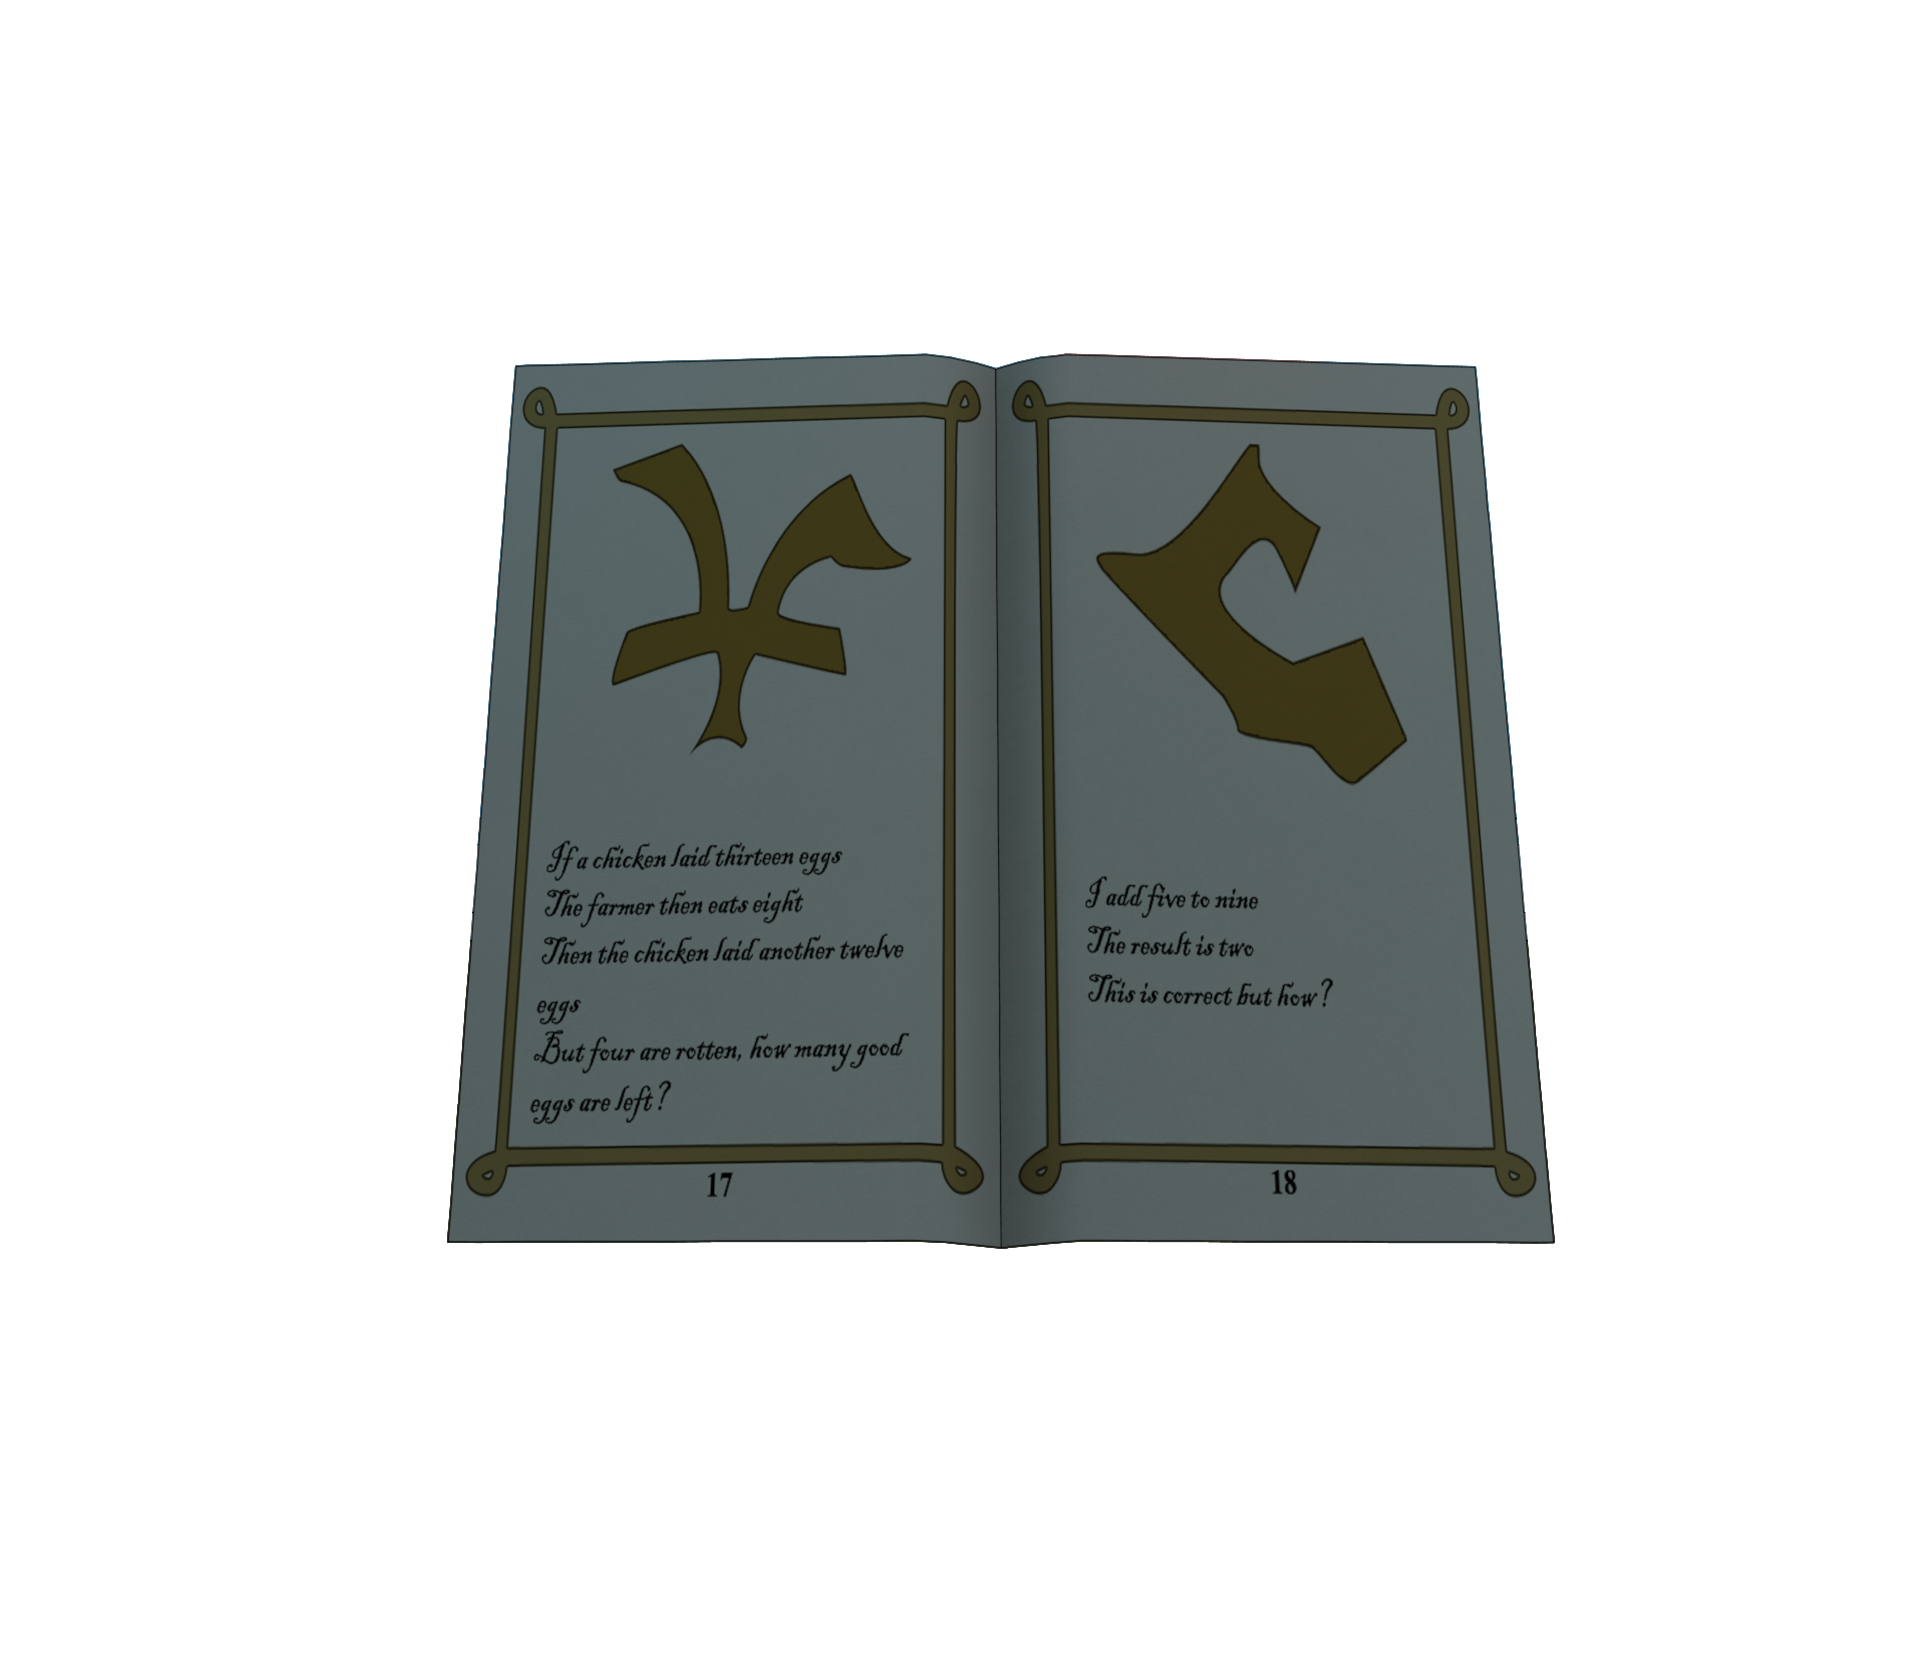 If a chicken laid thirteen eggs
The farmer then eats eight
Then the chicken laid another twelve
eggs
But four are rotten, how many good
eggs are left?
17
I add five to nine
The result is two
This is correct but how?
18